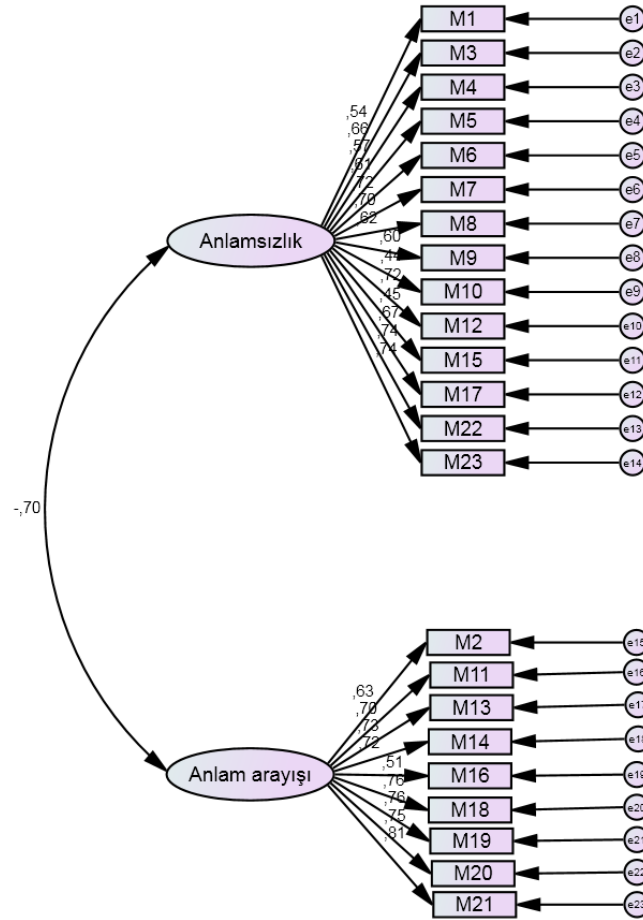 M1
e1
M3
e2
M4
e3
M5
e4
M6
e5
M7
e6
M8
e7
M9
e8
M10
e9
M12
e10
M15
e11
M17
e12
M22
e13
M23
e14
,54
,66
,57
,61
,72
,70
,62
,60
,44
,72
,45
,67
,74
,74
Anlamsızlık
-,70
M2
e15
M11
e16
M13
e17
M14
e18
M16
e19
M18
e20
M19
e21
M20
e22
M21
e23
,63
,70
,73
,72
,51
,76
,76
,75
,81
Anlam arayışı